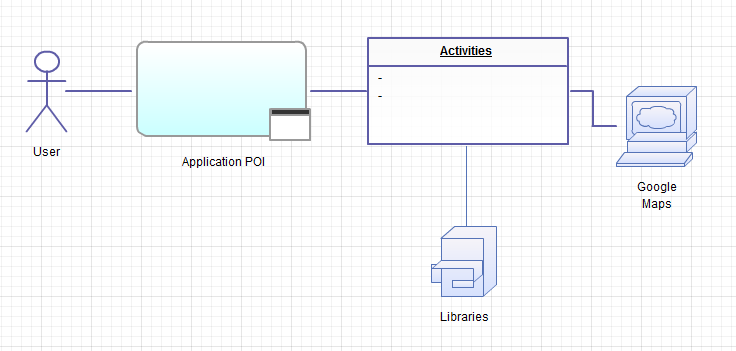 Activities
-
-
User
Application POI
Google
Maps
Libraries